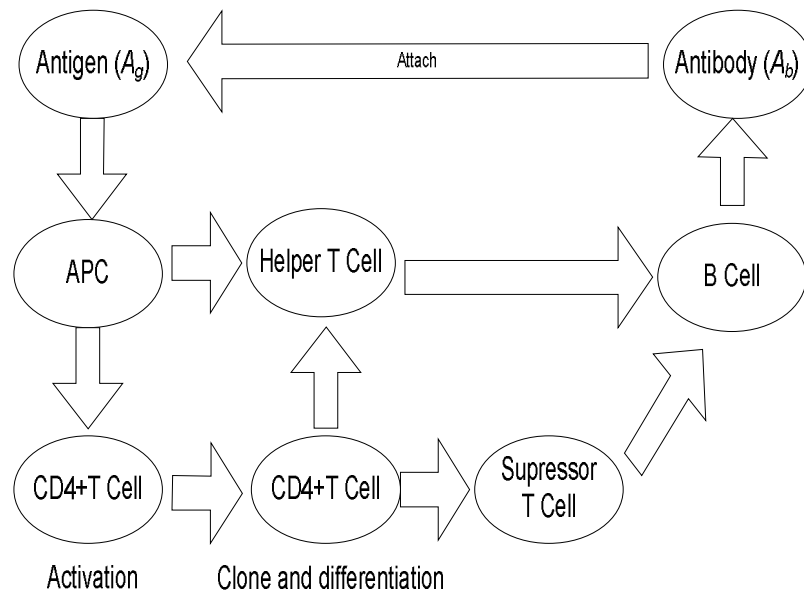 Antigen (Ag)
Attach
Antibody (Ab)
APC
Helper T Cell
B Cell
CD4+T Cell
CD4+T Cell
Supressor
T Cell
Activation
Clone and differentiation